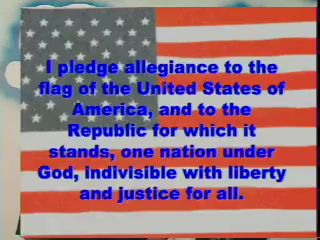 I pledge allegiance to the
flag of the United States of
America, and to the
Republic for which it
stands, one nation under
God, indivisible with liberty
and justice for all.